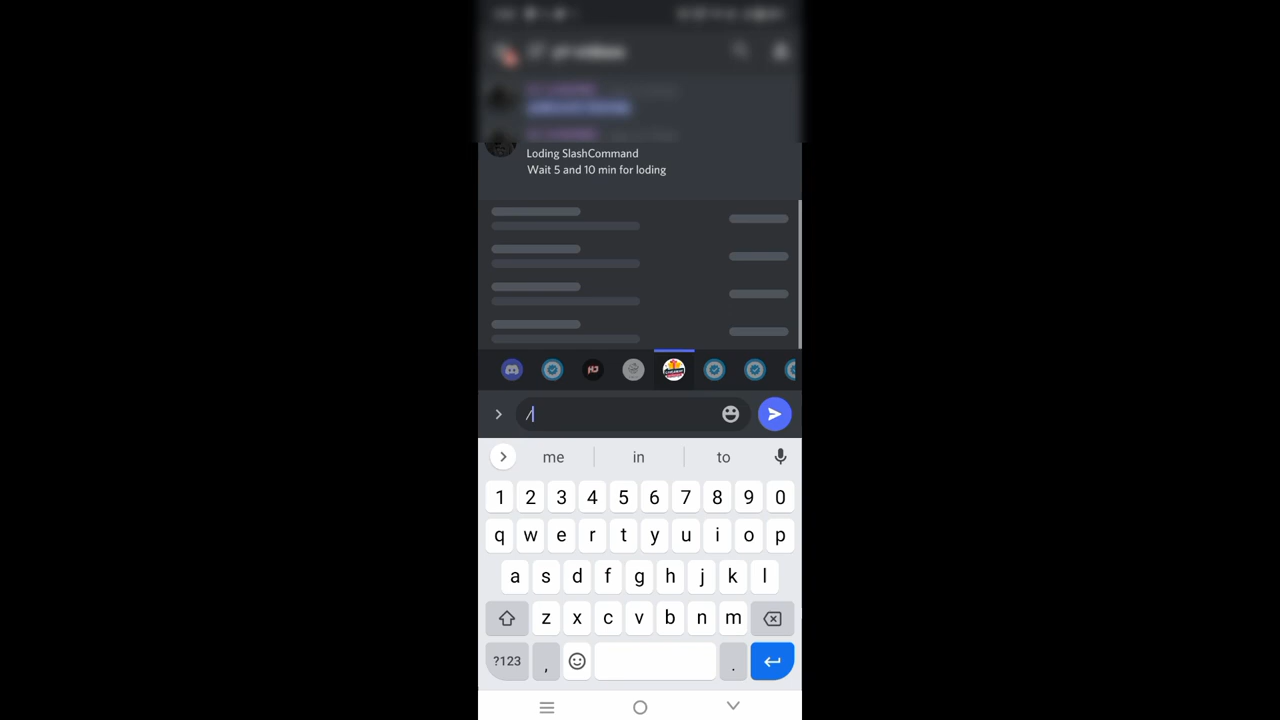 Loding SlashCommand
Wait 5 and 10 min for loding
/
me in to
1 2 3 4 5 6 7 8 9 0
q w e r t y u i o p
a s d f g h j k l
z x c v b n m
?123 , .